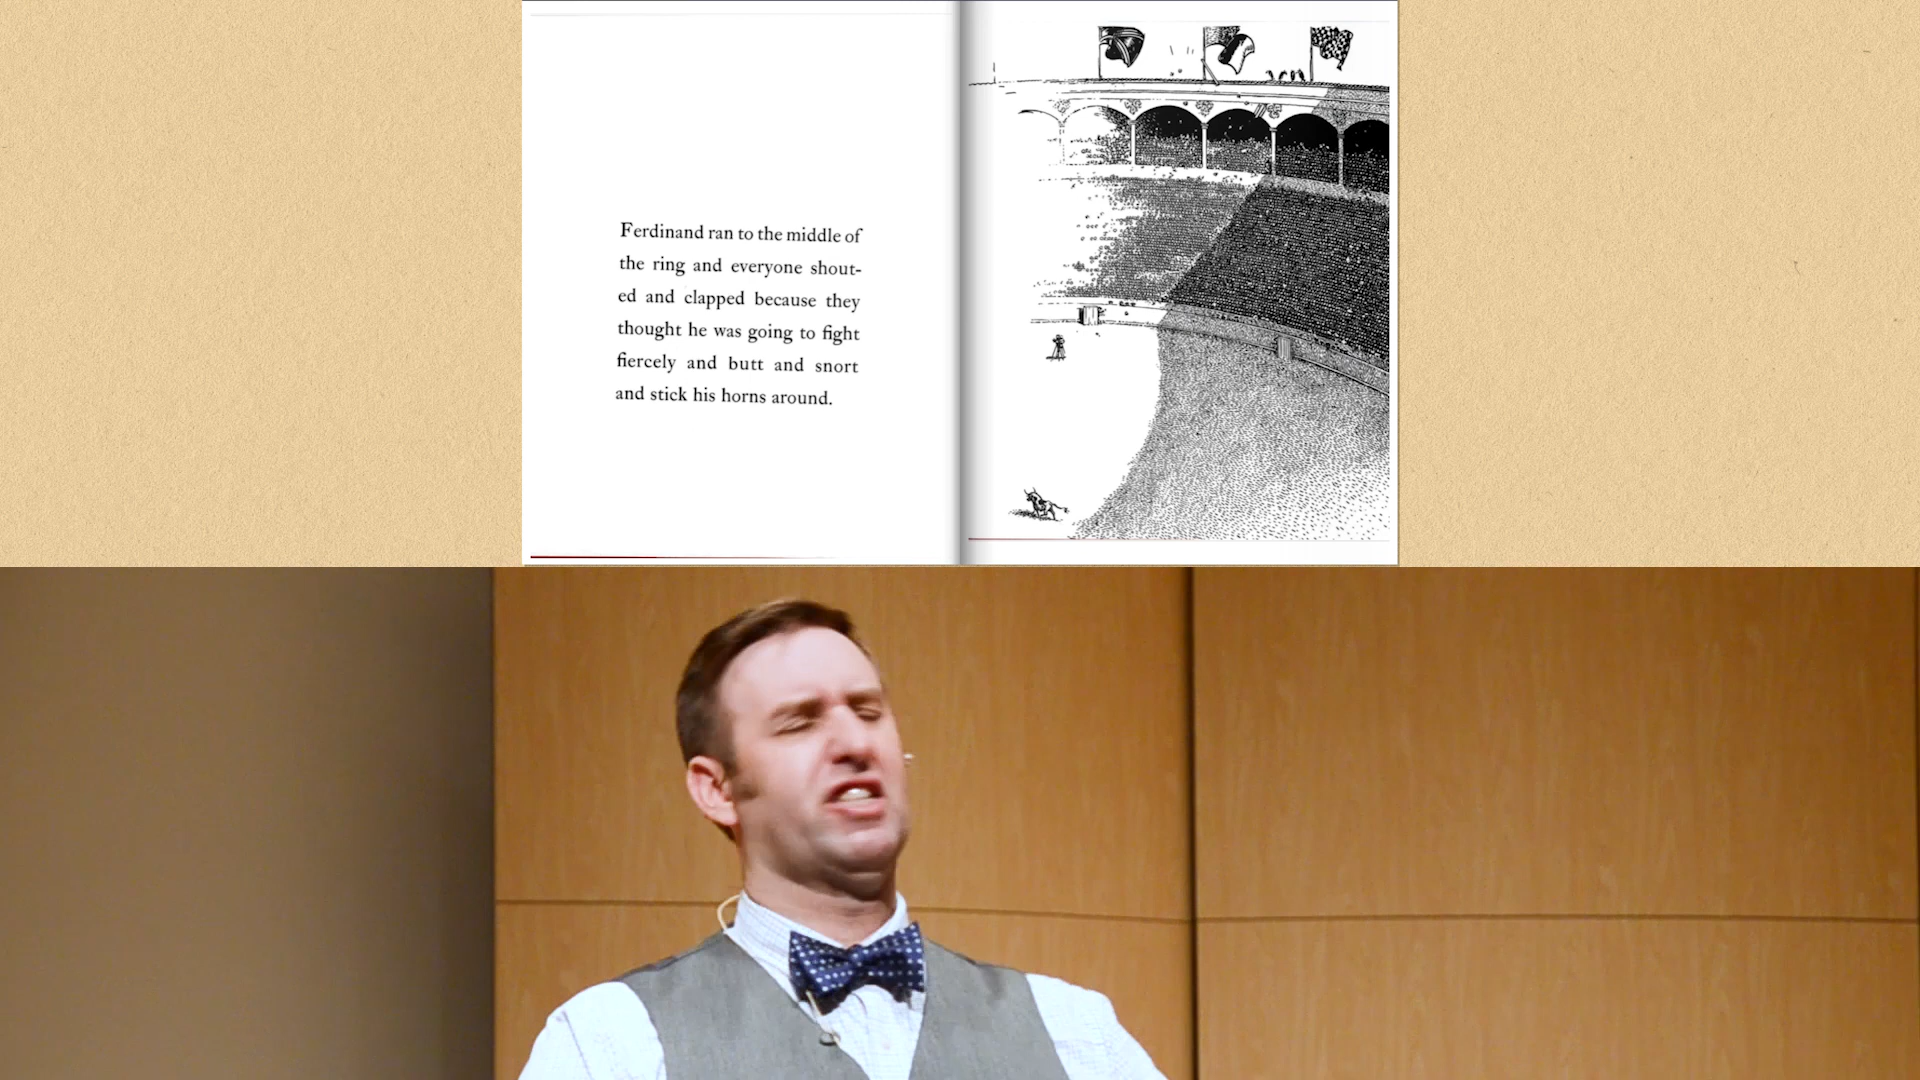 Ferdinand ran to the middle of
the ring and everyone shout-
ed and clapped because they
thought he was going to fight
fiercely and butt and snort
and stick his horns around.